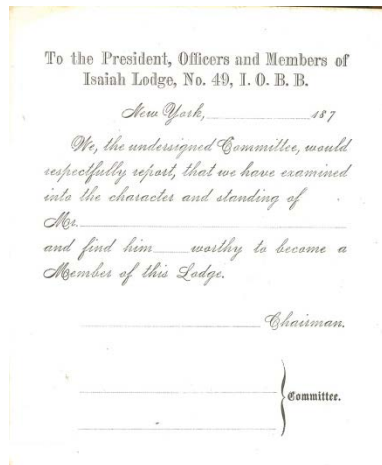 To the President, Officers and Members of
Isaiah Lodge, No. 49, I. O. B. B.
New York, 187
We, the undersigned Committee, would
respectfully report, that we have examined
into the character and standing of
Mr.
and find him worthy to become a
Member of this Lodge.
Chairman.
Committee.